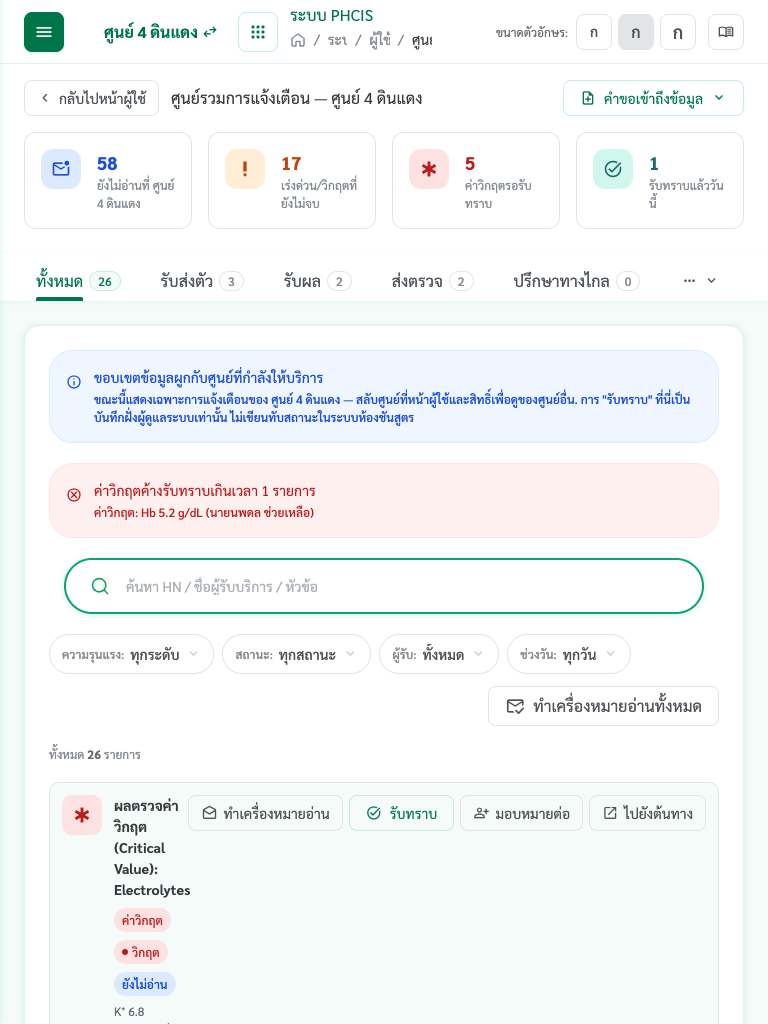 ศูนย์ 4 ดินแดง
ระบบ PHCIS
/ ระบ / ผู้ใช้ / ศูนย
ขนาดตัวอักษร: ก ก ก
กลับไปหน้าผู้ใช้
ศูนย์รวมการแจ้งเตือน — ศูนย์ 4 ดินแดง
คำขอเข้าถึงข้อมูล
58
ยังไม่อ่านที่ ศูนย์
4 ดินแดง
17
เร่งด่วน/วิกฤตที่
ยังไม่จบ
5
ค่าวิกฤตรอรับ
ทราบ
1
รับทราบแล้ววัน
นี้
ทั้งหมด 26
รับส่งตัว 3
รับผล 2
ส่งตรวจ 2
ปรึกษาทางไกล 0
ขอบเขตข้อมูลผูกกับศูนย์ที่กำลังให้บริการ
ขณะนี้แสดงเฉพาะการแจ้งเตือนของ ศูนย์ 4 ดินแดง — สลับศูนย์ที่หน้าผู้ใช้และสิทธิ์เพื่อดูของศูนย์อื่น. การ "รับทราบ" ที่นี่เป็น
บันทึกฝั่งผู้ดูแลระบบเท่านั้น ไม่เขียนทับสถานะในระบบห้องชันสูตร
ค่าวิกฤตค้างรับทราบเกินเวลา 1 รายการ
ค่าวิกฤต: Hb 5.2 g/dL (นายนพดล ช่วยเหลือ)
ค้นหา HN / ชื่อผู้รับบริการ / หัวข้อ
ความรุนแรง: ทุกระดับ
สถานะ: ทุกสถานะ
ผู้รับ: ทั้งหมด
ช่วงวัน: ทุกวัน
ทำเครื่องหมายอ่านทั้งหมด
ทั้งหมด 26 รายการ
ผลตรวจค่า
วิกฤต
(Critical
Value):
Electrolytes
ทำเครื่องหมายอ่าน
รับทราบ
มอบหมายต่อ
ไปยังต้นทาง
ค่าวิกฤต
วิกฤต
ยังไม่อ่าน
K⁺ 6.8